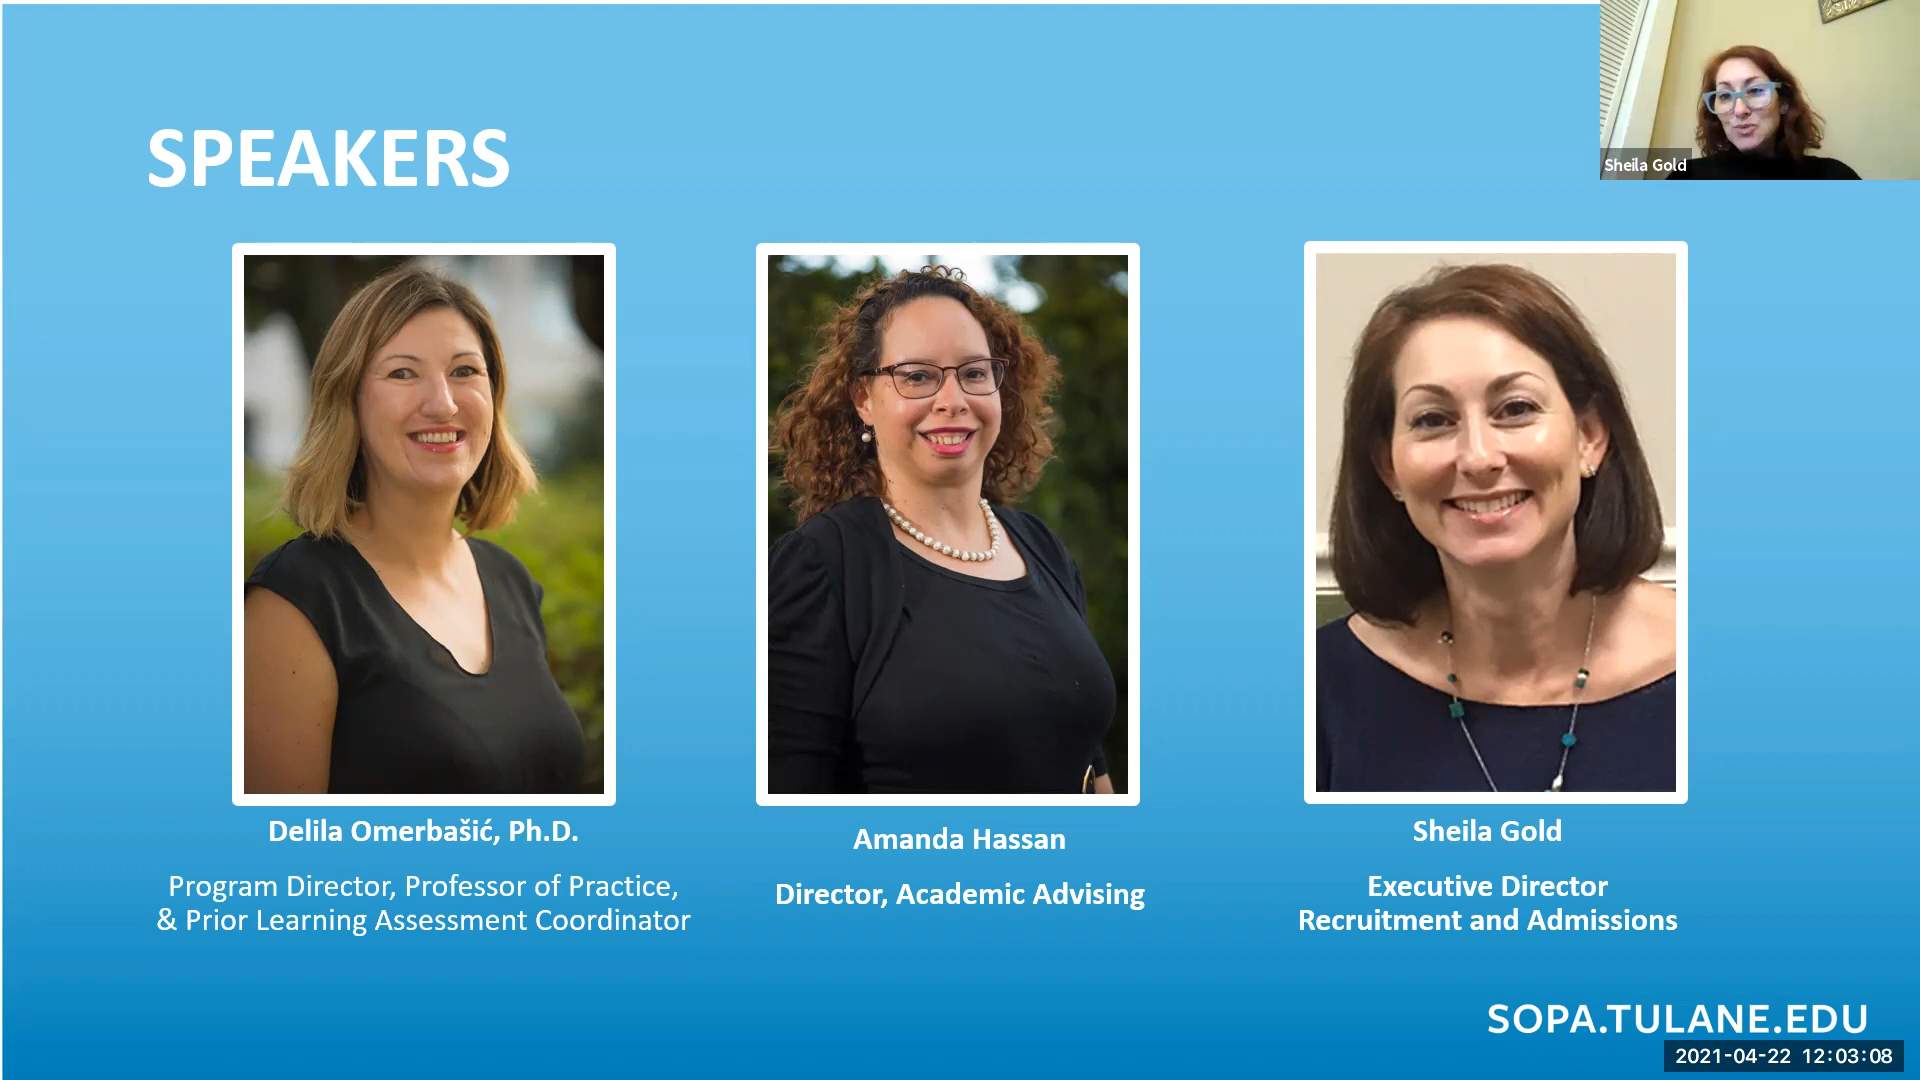 SPEAKERS
Sheila Gold
Delila Omerbašić, Ph.D.
Program Director, Professor of Practice,
& Prior Learning Assessment Coordinator
Amanda Hassan
Director, Academic Advising
Sheila Gold
Executive Director
Recruitment and Admissions
SOPA.TULANE.EDU
2021-04-22 12:03:08